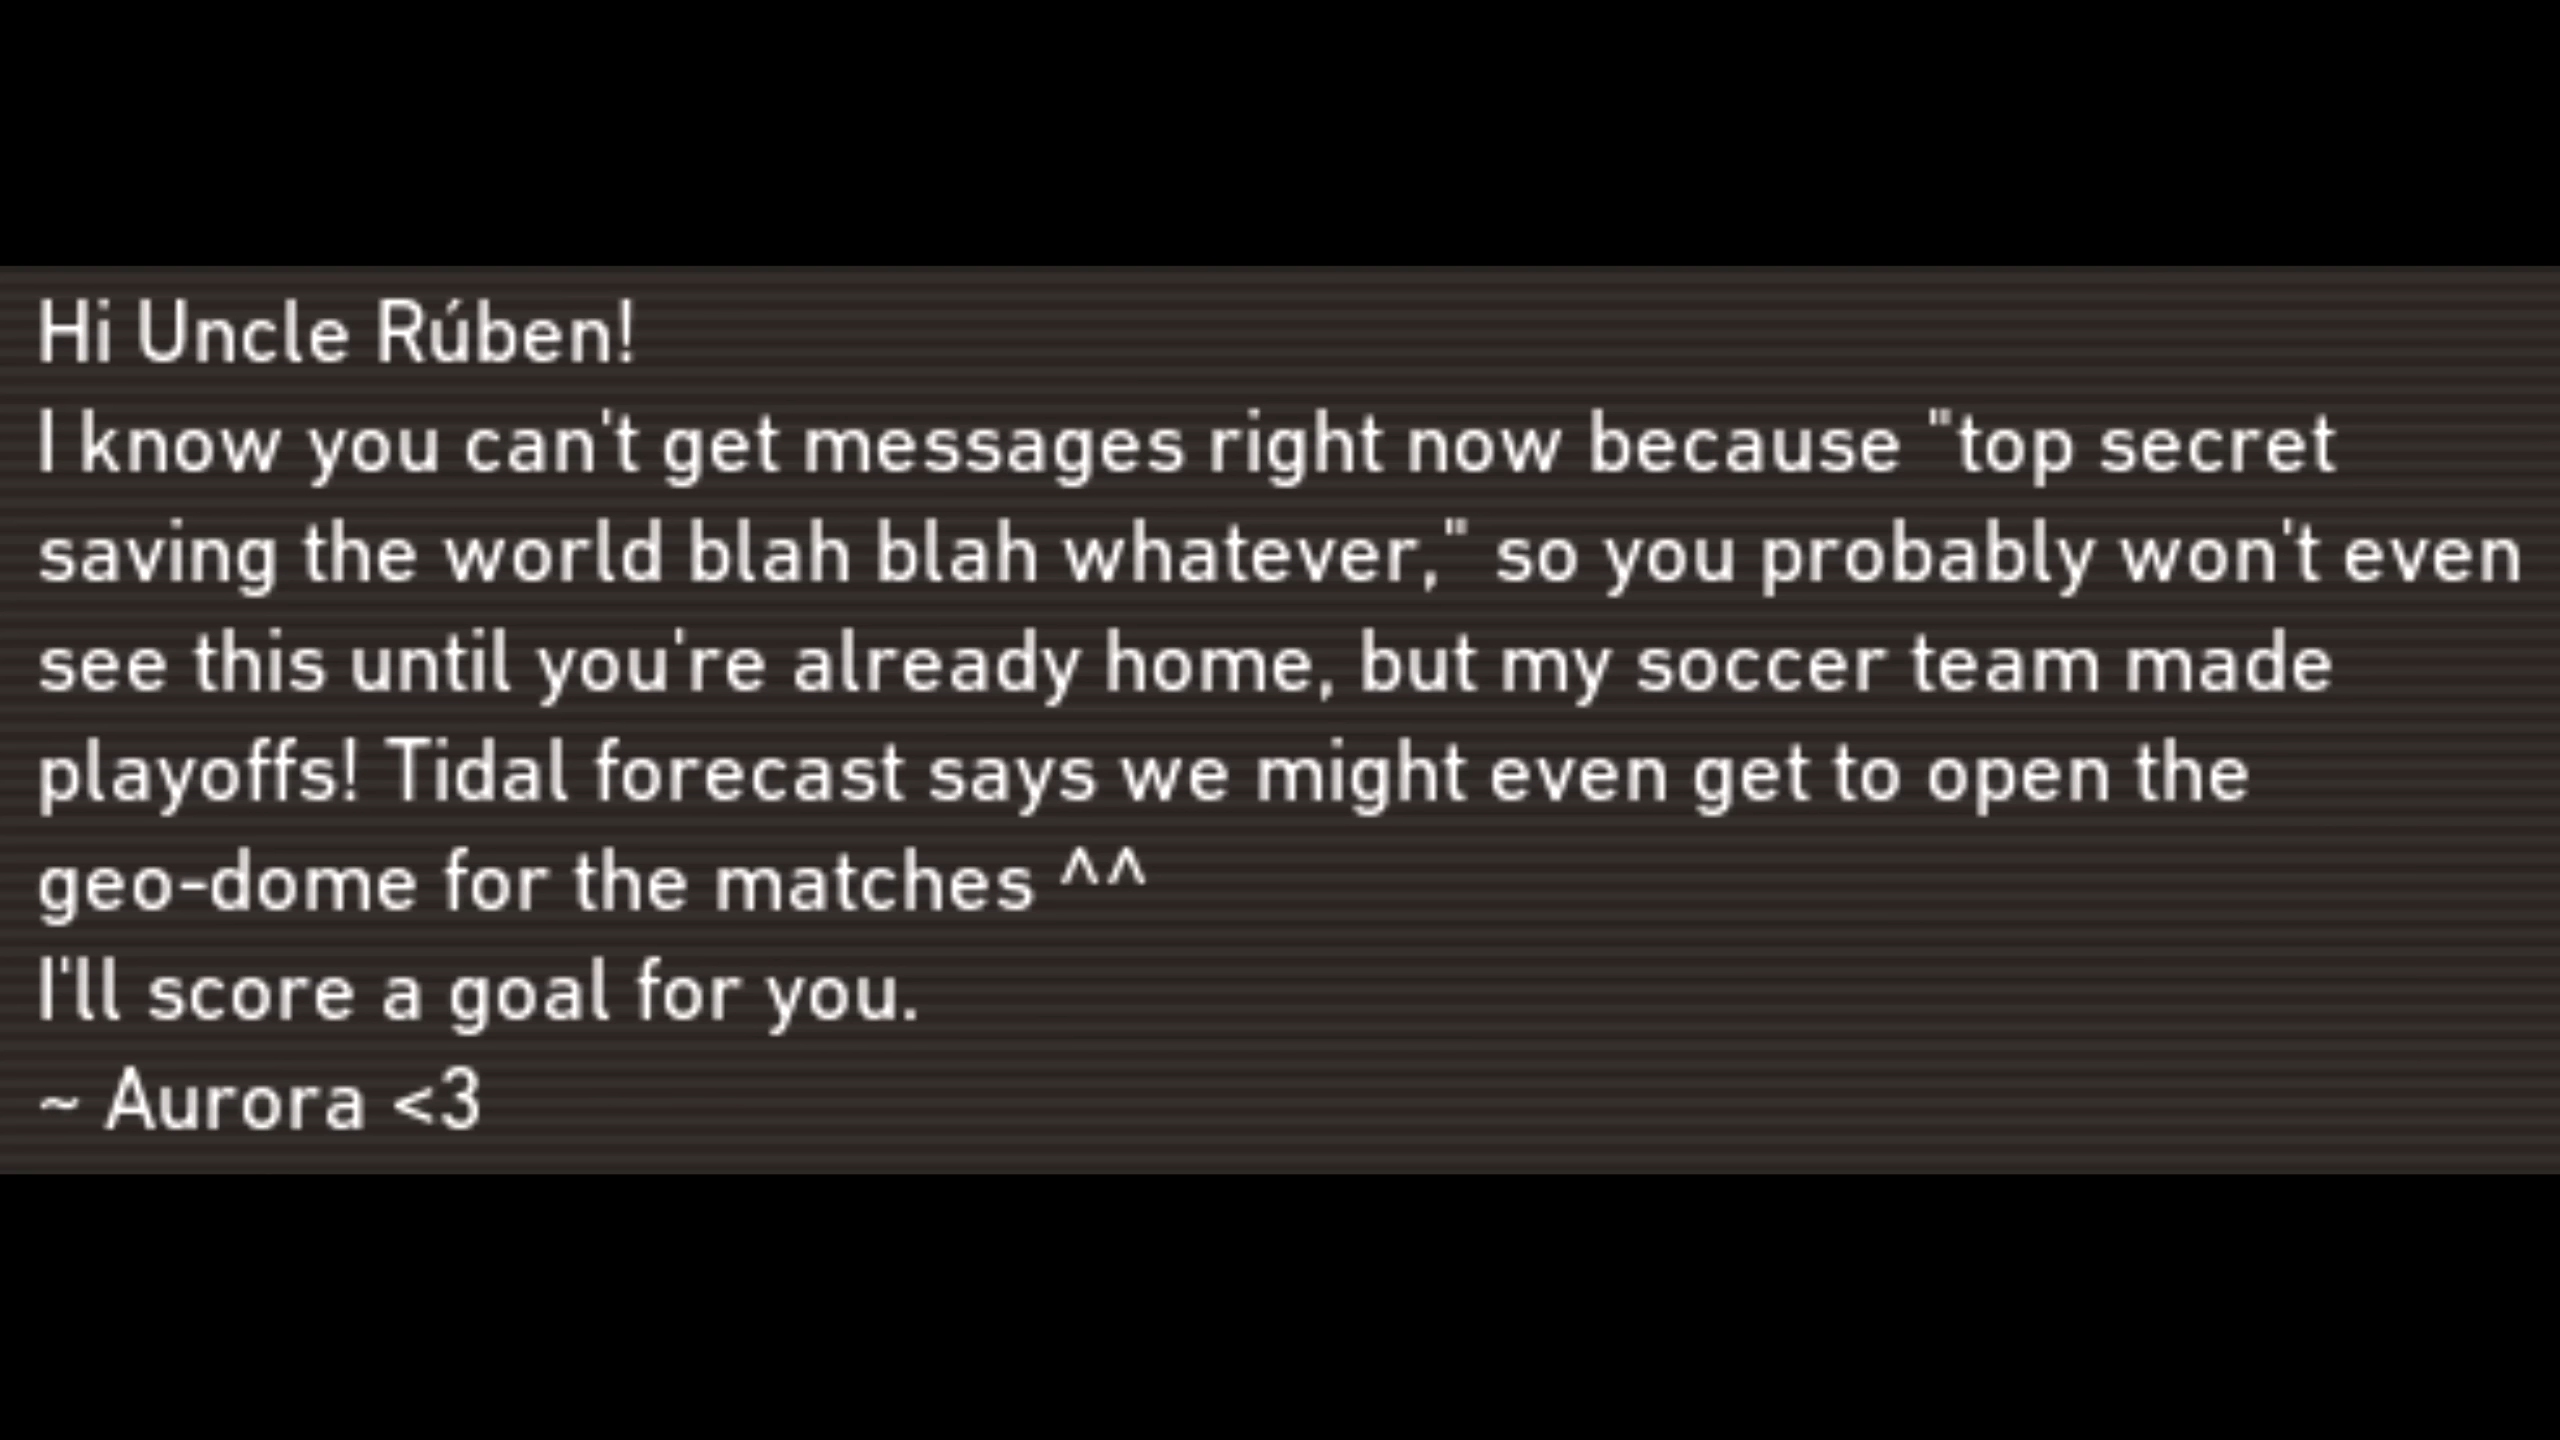 Hi Uncle Rúben!
I know you can't get messages right now because "top secret
saving the world blah blah whatever," so you probably won't even
see this until you're already home, but my soccer team made
playoffs! Tidal forecast says we might even get to open the
geo-dome for the matches ^^
I'll score a goal for you.
~ Aurora <3